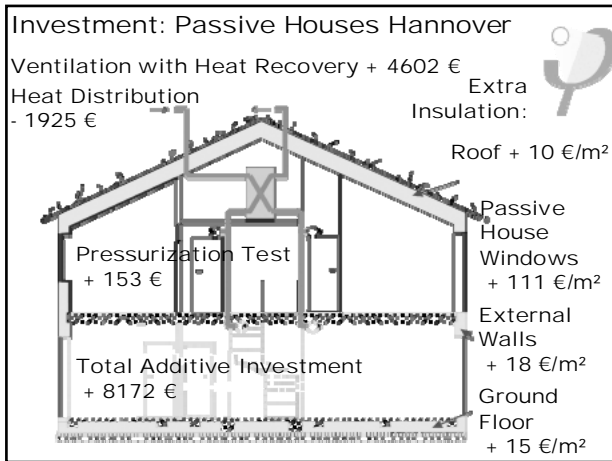 Investment: Passive Houses Hannover
Ventilation with Heat Recovery + 4602 €
Heat Distribution
- 1925 €
Extra
Insulation:
Roof + 10 €/m²
Passive
House
Windows
+ 111 €/m²
Pressurization Test
+ 153 €
External
Walls
+ 18 €/m²
Total Additive Investment
+ 8172 €
Ground
Floor
+ 15 €/m²